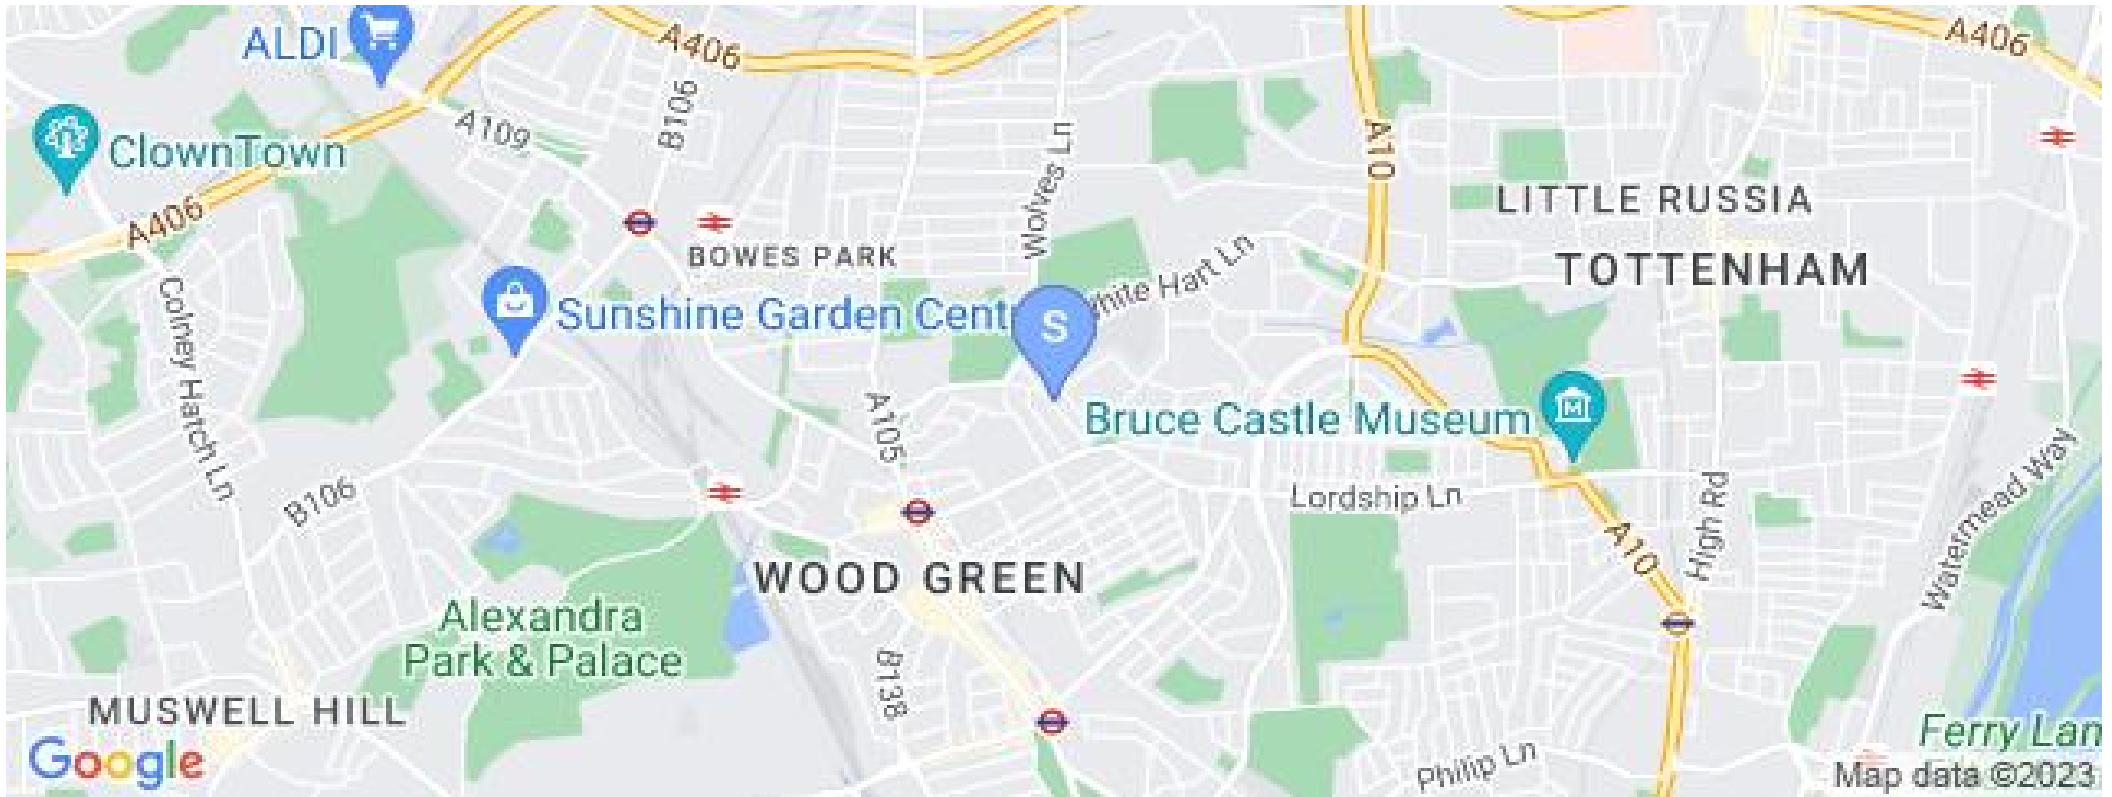 ALDI
A406
A406
B106
A109
ClownTown
Wolves Ln
A10
LITTLE RUSSIA
A406
BOWES PARK
White Hart Ln
TOTTENHAM
Colney Hatch Ln
Sunshine Garden Cent
S
A105
Bruce Castle Museum
M
B106
Lordship Ln
High Rd
Watermead Way
A10
WOOD GREEN
Alexandra
Park & Palace
B138
MUSWELL HILL
Ferry Lan
Google
Philip Ln
Map data ©2023